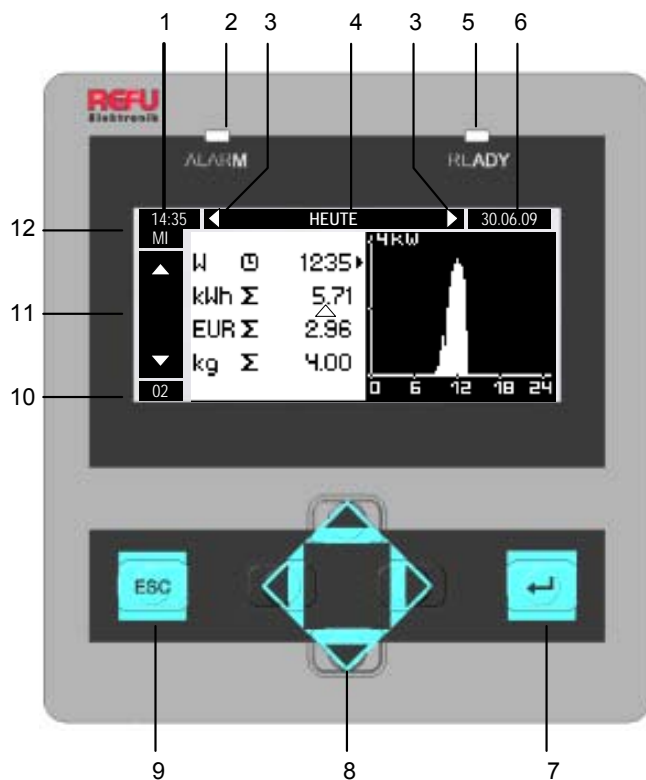 1 2 3 4 3 5 6
REFU
Elektronik
ALARM READY
12
14:35 HEUTE 30.06.09
MI
4kW
W 1235
11
kWh Σ 5.71
EUR Σ 2.96
kg Σ 4.00
10
02
0 6 12 18 24
ESC
9 8 7